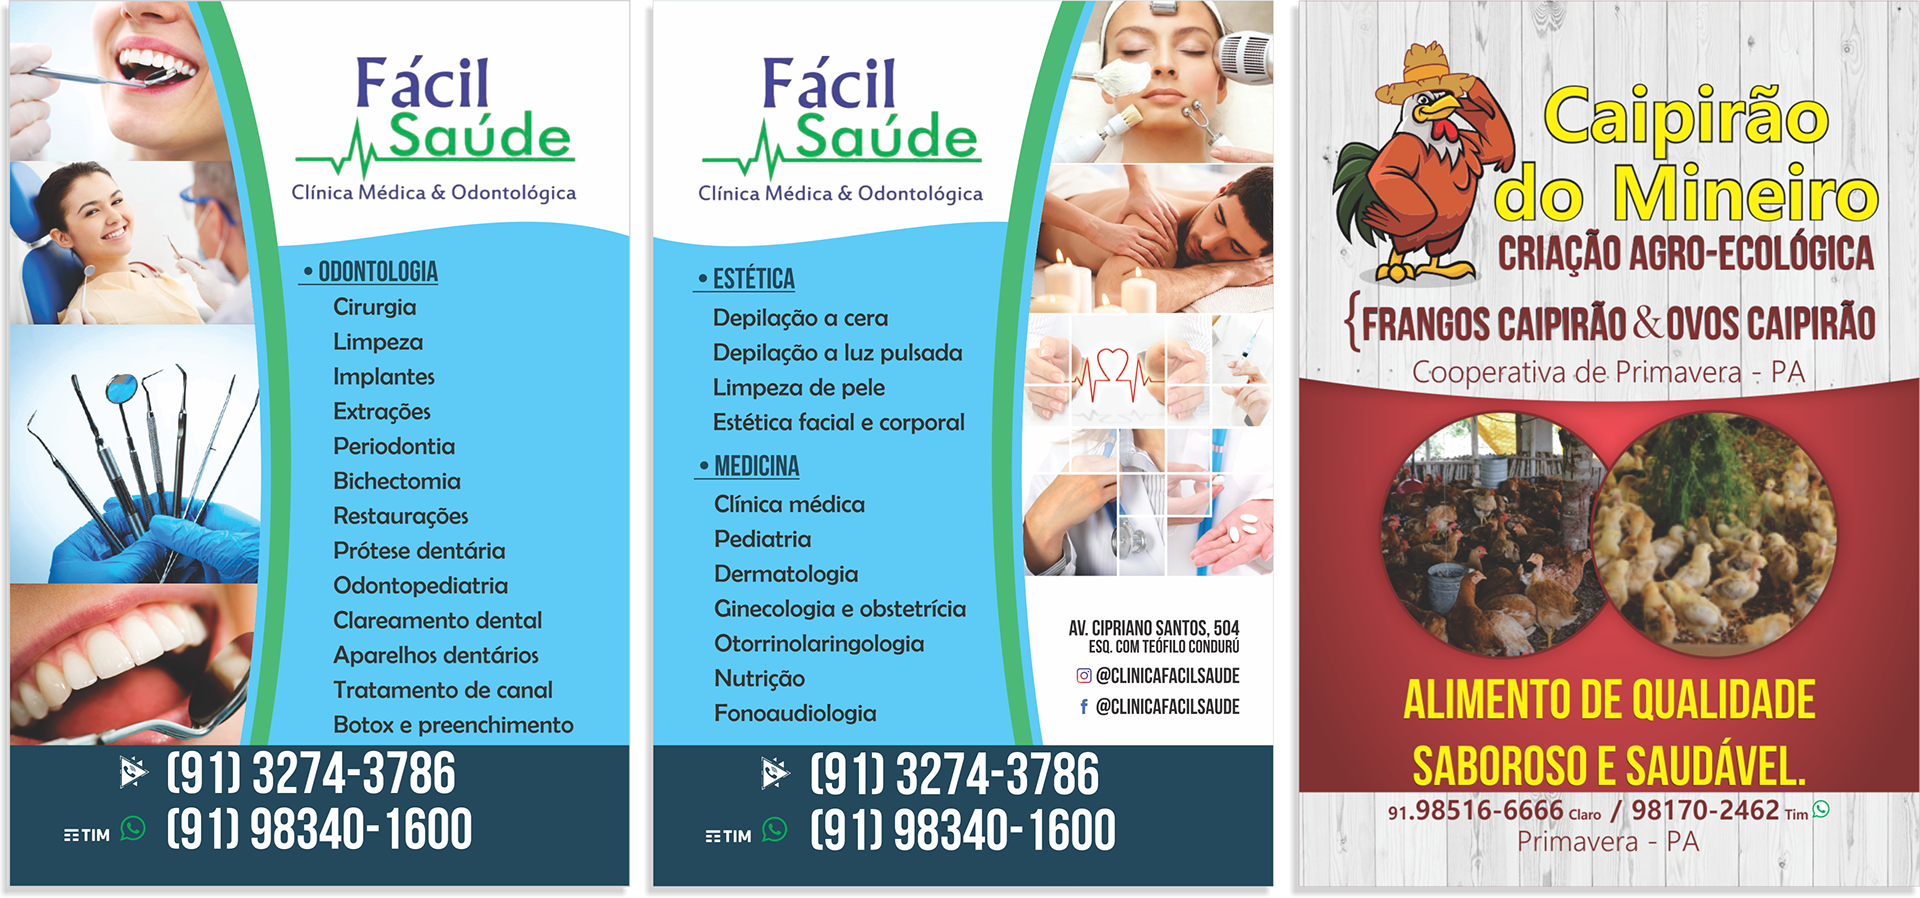 Fácil
Saúde
Clínica Médica & Odontológica
• ODONTOLOGIA
Cirurgia
Limpeza
Implantes
Extrações
Periodontia
Bichectomia
Restaurações
Prótese dentária
Odontopediatria
Clareamento dental
Aparelhos dentários
Tratamento de canal
Botox e preenchimento
(91) 3274-3786
TIM (91) 98340-1600
Fácil
Saúde
Clínica Médica & Odontológica
• ESTÉTICA
Depilação a cera
Depilação a luz pulsada
Limpeza de pele
Estética facial e corporal
• MEDICINA
Clínica médica
Pediatria
Dermatologia
Ginecologia e obstetrícia
Otorrinolaringologia
Nutrição
Fonoaudiologia
AV. CIPRIANO SANTOS, 504
ESQ. COM TEÓFILO CONDURÚ
@CLINICAFACILSAUDE
@CLINICAFACILSAUDE
(91) 3274-3786
TIM (91) 98340-1600
Caipirão
do Mineiro
CRIAÇÃO AGRO-ECOLÓGICA
{FRANGOS CAIPIRÃO & OVOS CAIPIRÃO
Cooperativa de Primavera - PA
ALIMENTO DE QUALIDADE
SABOROSO E SAUDÁVEL.
91.98516-6666 Claro / 98170-2462 Tim
Primavera - PA